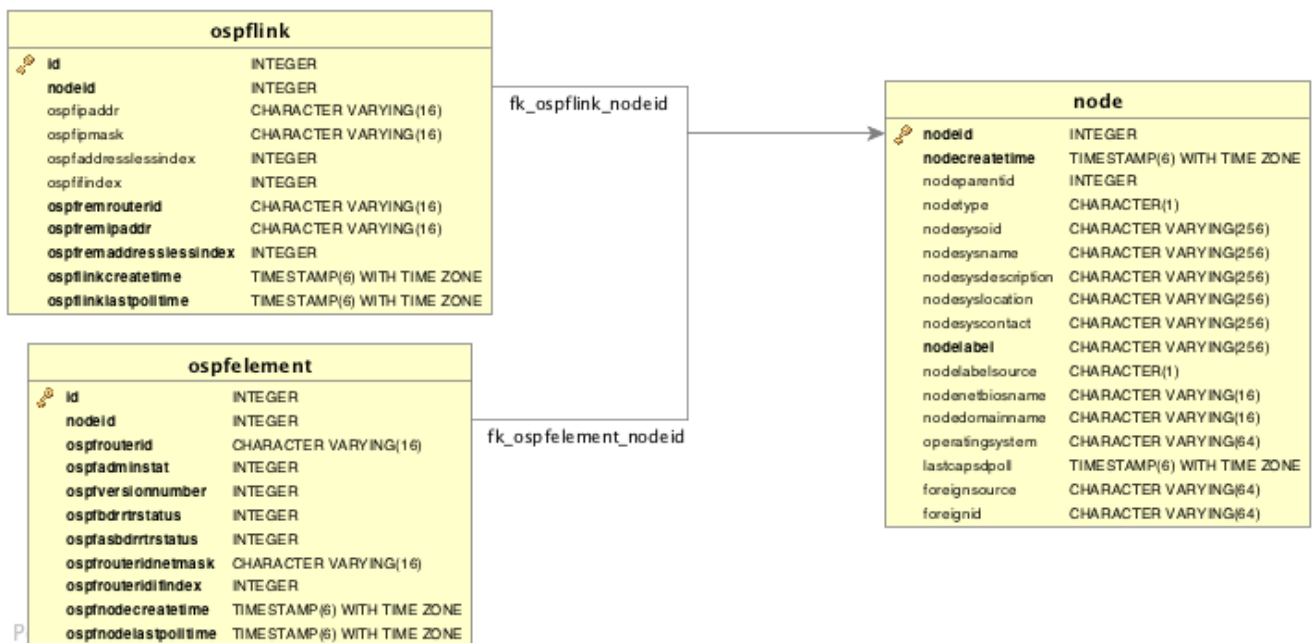 ospflink
id INTEGER
nodeid INTEGER
ospfipaddr CHARACTER VARYING(16)
ospfipmask CHARACTER VARYING(16)
ospfaddresslessindex INTEGER
ospfifindex INTEGER
ospfremrouterid CHARACTER VARYING(16)
ospfremipaddr CHARACTER VARYING(16)
ospfremaddresslessindex INTEGER
ospflinkcreatetime TIMESTAMP(6) WITH TIME ZONE
ospflinklastpolltime TIMESTAMP(6) WITH TIME ZONE
fk_ospflink_nodeid
ospfelement
id INTEGER
nodeid INTEGER
ospfrouterid CHARACTER VARYING(16)
ospfadminstat INTEGER
ospfversionnumber INTEGER
ospfbdrrtrstatus INTEGER
ospfasbdrrtrstatus INTEGER
ospfrouteridnetmask CHARACTER VARYING(16)
ospfrouteridifindex INTEGER
ospfnodecreatetime TIMESTAMP(6) WITH TIME ZONE
ospfnodelastpolltime TIMESTAMP(6) WITH TIME ZONE
fk_ospfelement_nodeid
node
nodeid INTEGER
nodecreatetime TIMESTAMP(6) WITH TIME ZONE
nodeparentid INTEGER
nodetype CHARACTER(1)
nodesysoid CHARACTER VARYING(256)
nodesysname CHARACTER VARYING(256)
nodesysdescription CHARACTER VARYING(256)
nodesyslocation CHARACTER VARYING(256)
nodesyscontact CHARACTER VARYING(256)
nodelabel CHARACTER VARYING(256)
nodelabelsource CHARACTER(1)
nodenetbiosname CHARACTER VARYING(16)
nodedomainname CHARACTER VARYING(16)
operatingsystem CHARACTER VARYING(64)
lastcapsdpoll TIMESTAMP(6) WITH TIME ZONE
foreignsource CHARACTER VARYING(64)
foreignid CHARACTER VARYING(64)